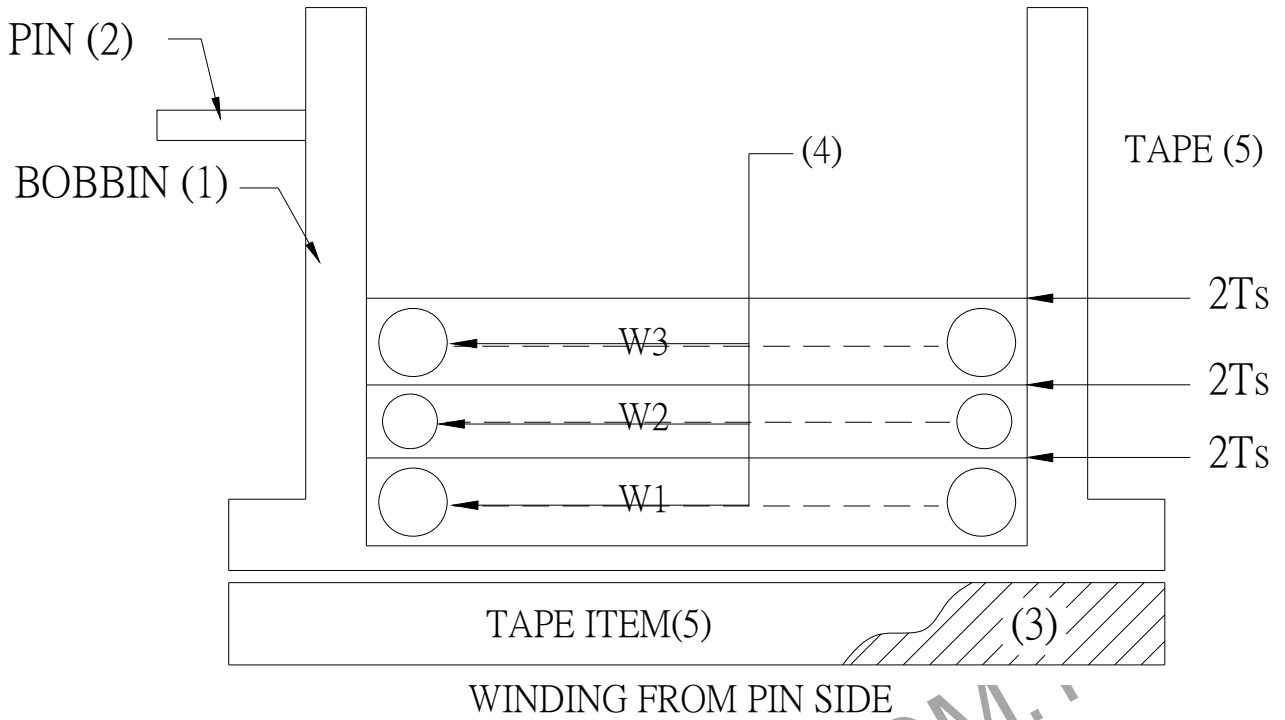 PIN (2)
(4)
TAPE (5)
BOBBIN (1)
2Ts
W3
2Ts
W2
2Ts
W1
TAPE ITEM(5)
(3)
WINDING FROM PIN SIDE